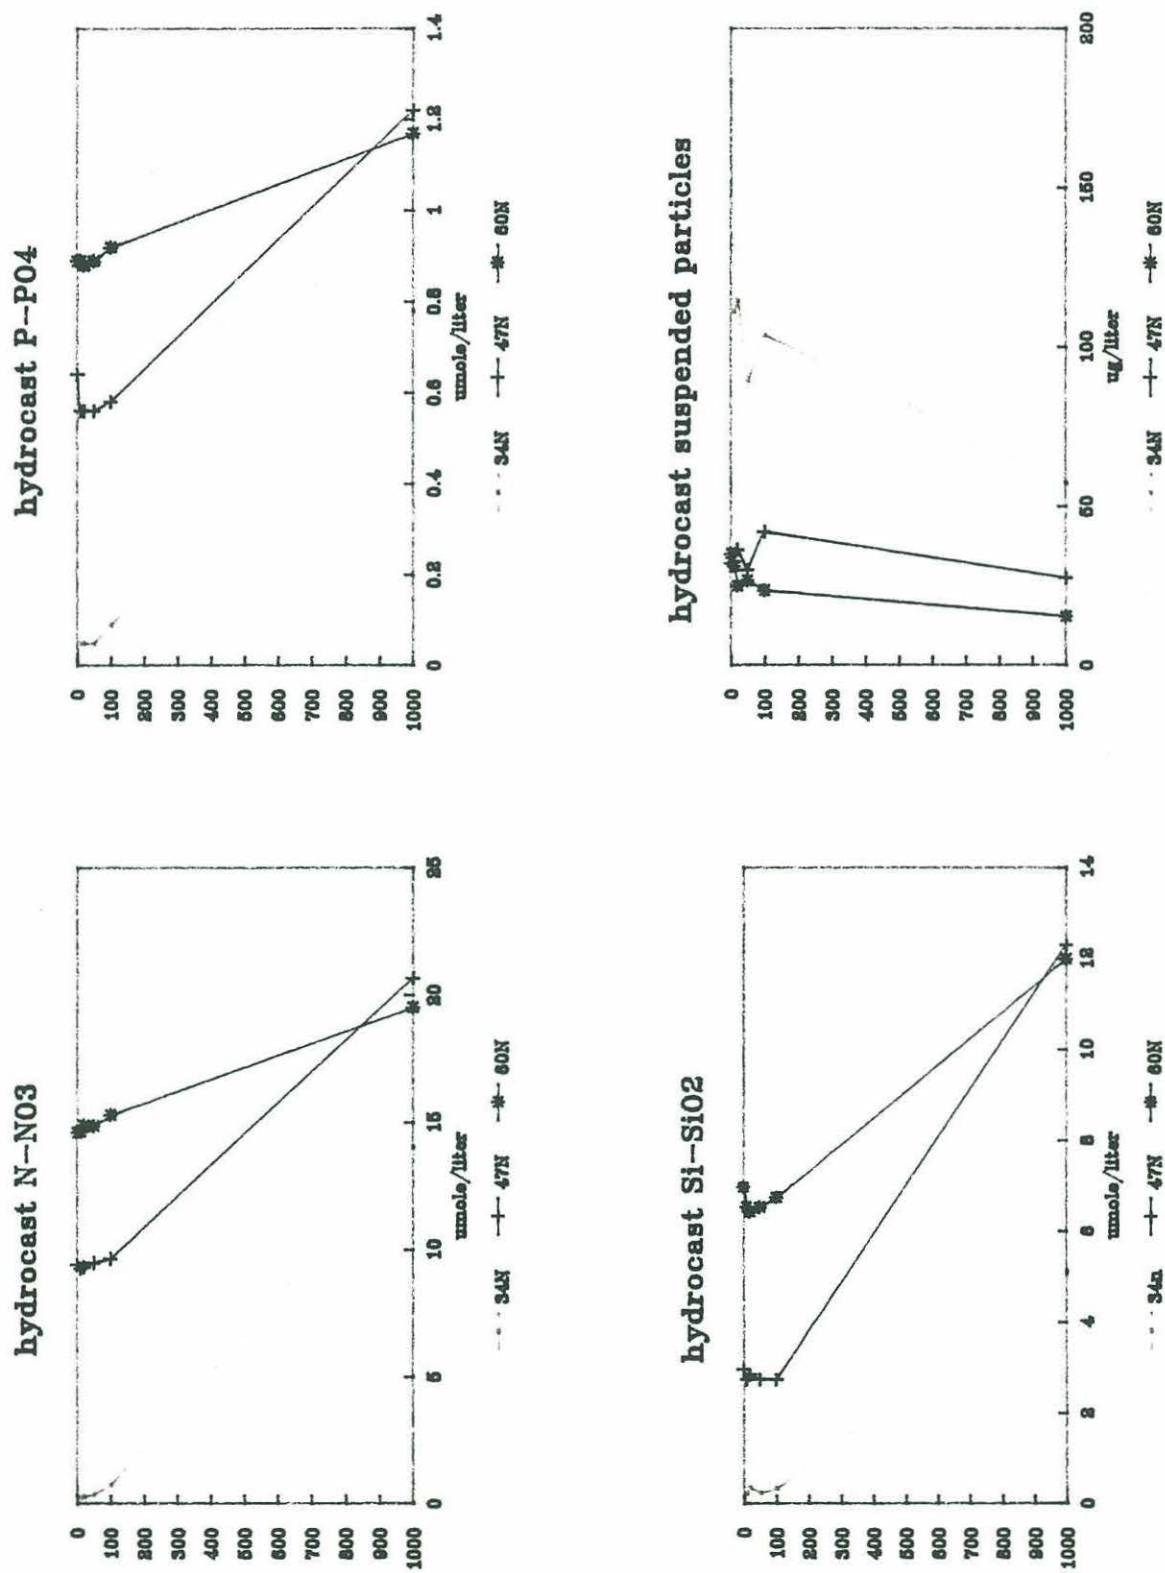 hydrocast N-NO3
0
100
200
300
400
500
600
700
800
900
1000
0 5 10 15 20 25
umole/liter
34N 47N 60N
hydrocast P-PO4
0
100
200
300
400
500
600
700
800
900
1000
0 0.2 0.4 0.6 0.8 1 1.2 1.4
umole/liter
34N 47N 60N
hydrocast Si-SiO2
0
100
200
300
400
500
600
700
800
900
1000
0 2 4 6 8 10 12 14
umole/liter
34n 47N 60N
hydrocast suspended particles
0
100
200
300
400
500
600
700
800
900
1000
0 50 100 150 200
ug/liter
34N 47N 60N